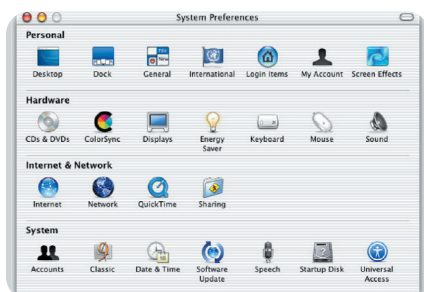 System Preferences
Personal
Desktop Dock General International Login Items My Account Screen Effects
Hardware
CDs & DVDs ColorSync Displays Energy Saver Keyboard Mouse Sound
Internet & Network
Internet Network QuickTime Sharing
System
Accounts Classic Date & Time Software Update Speech Startup Disk Universal Access